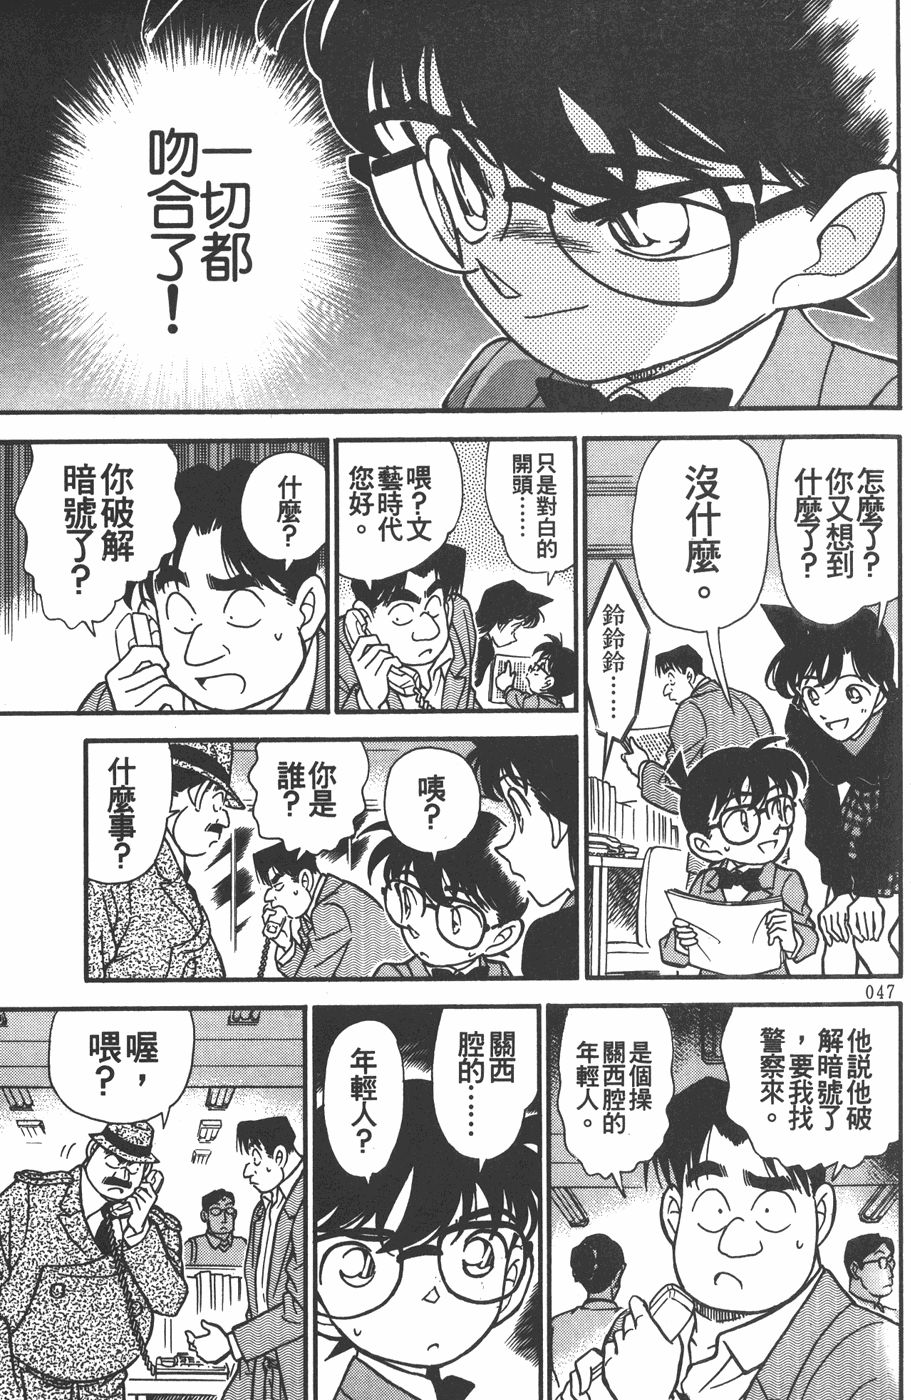 一切都
吻合了！
怎麼了？
你又想到
什麼了？
沒什麼。
鈴鈴鈴……
只是對白的
開頭……
喂？文
藝時代
您好。
什麼？
你破解
暗號了？
咦？
你是
誰？
什麼事？
047
他說他破
解暗號了
，要我找
警察來。
是個操
關西腔的
年輕人。
關西
腔的……
年輕人？
喔，
喂？